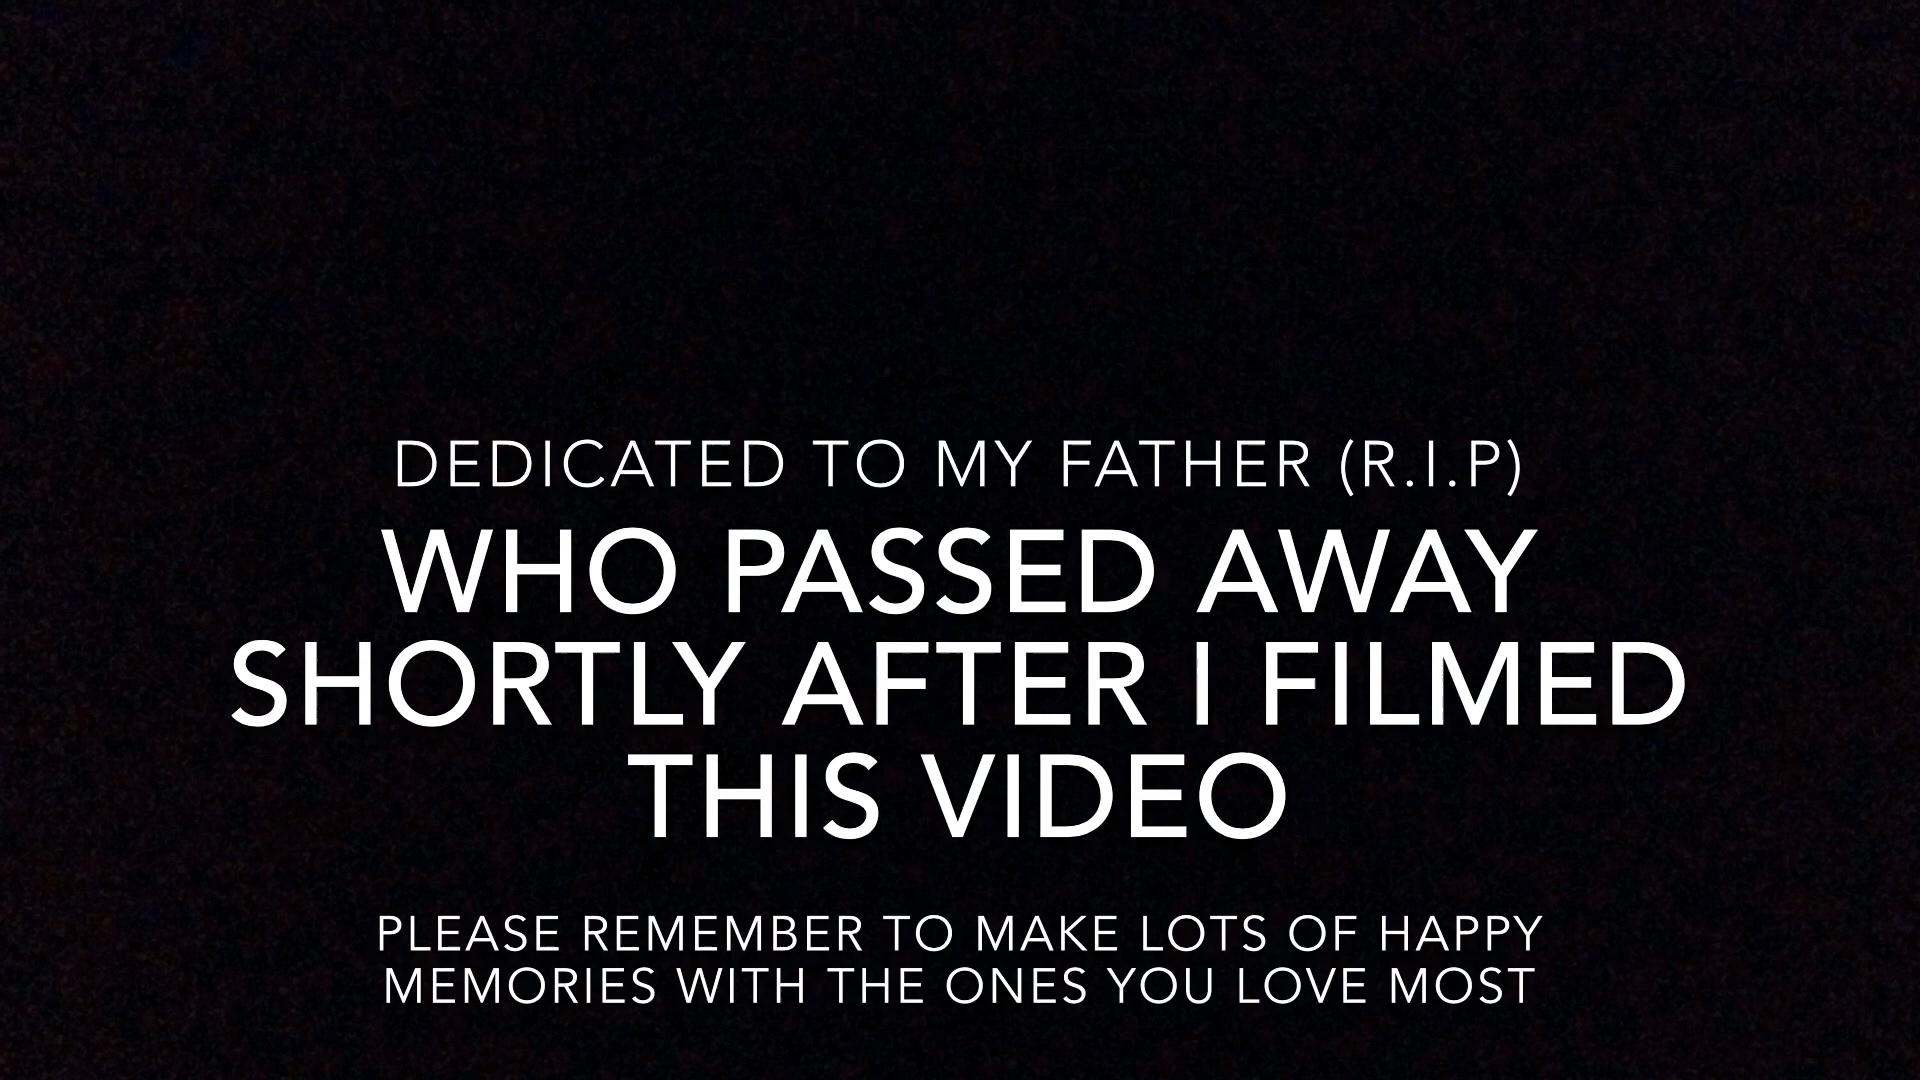 DEDICATED TO MY FATHER (R.I.P)
WHO PASSED AWAY
SHORTLY AFTER I FILMED
THIS VIDEO
PLEASE REMEMBER TO MAKE LOTS OF HAPPY
MEMORIES WITH THE ONES YOU LOVE MOST